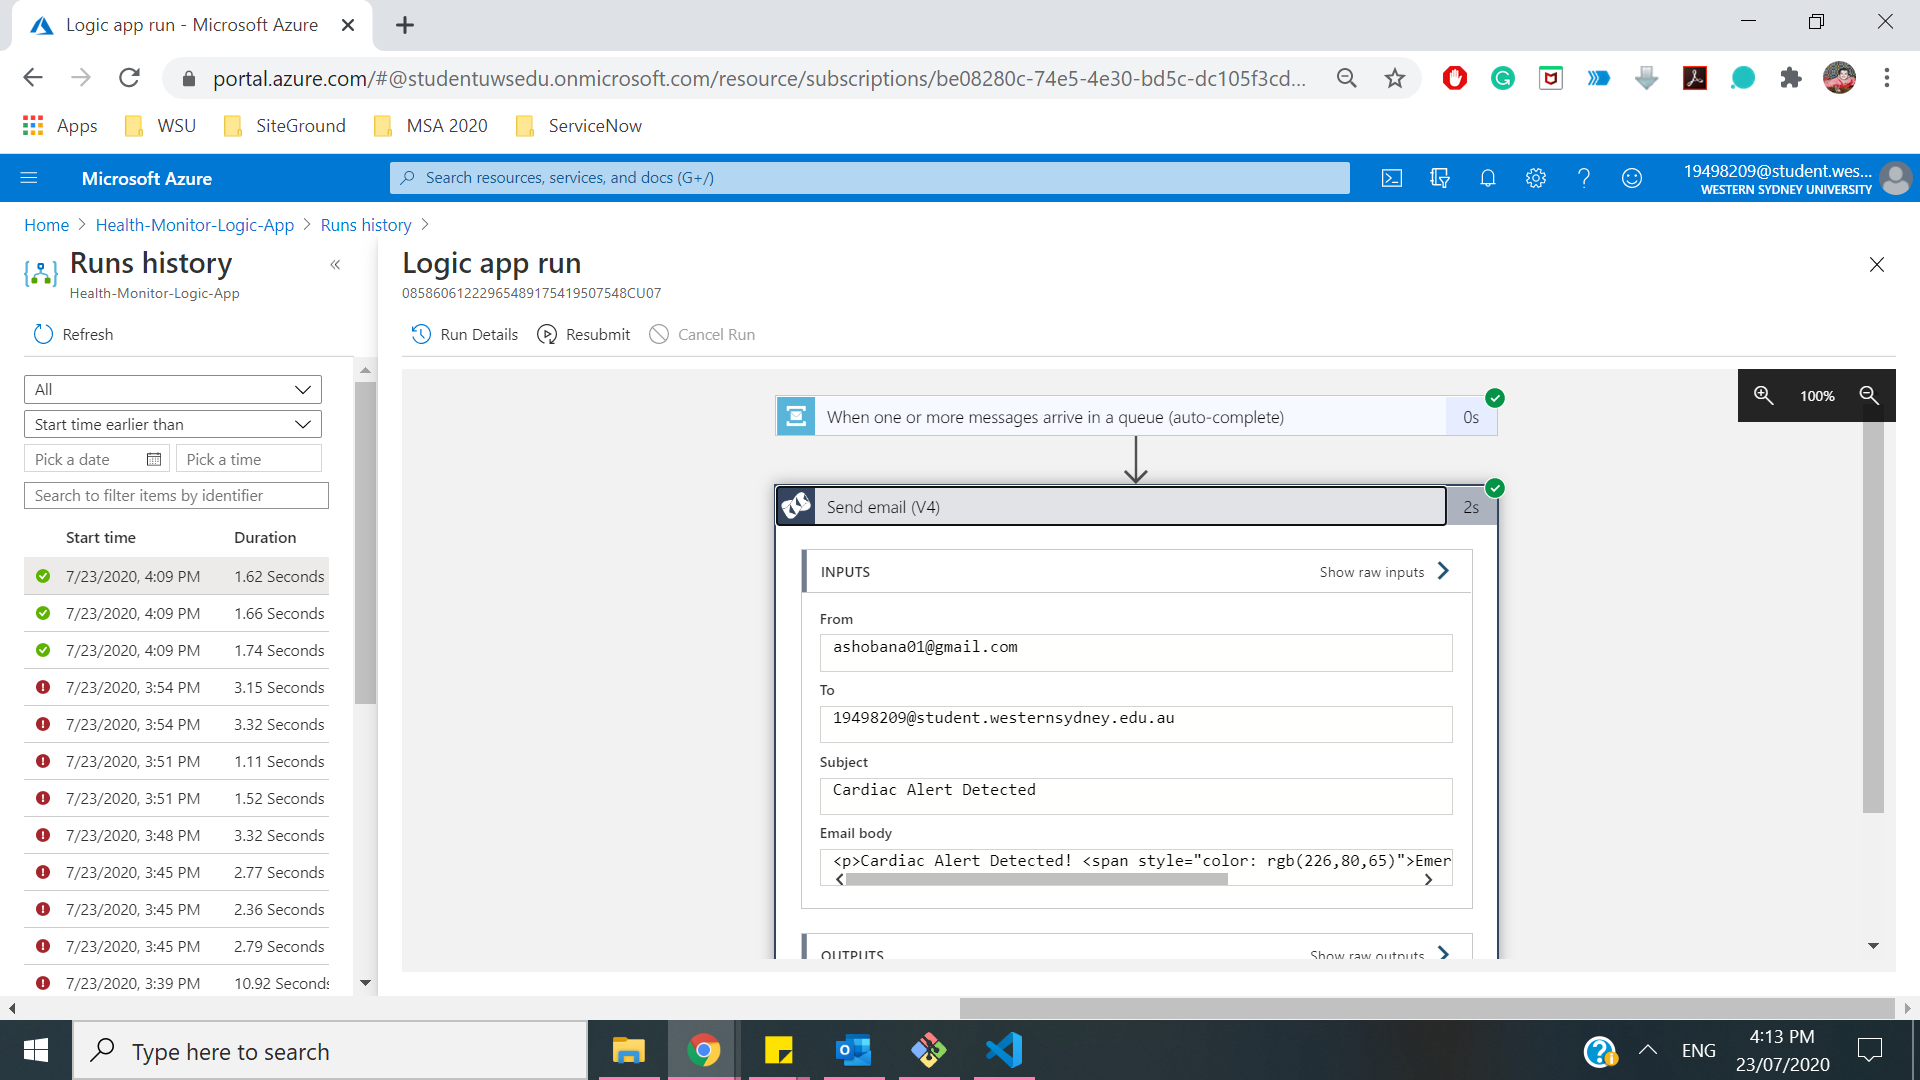 Logic app run - Microsoft Azure
portal.azure.com/#@studentuwsedu.onmicrosoft.com/resource/subscriptions/be08280c-74e5-4e30-bd5c-dc105f3cd...
Apps WSU SiteGround MSA 2020 ServiceNow
Microsoft Azure
Search resources, services, and docs (G+/)
19498209@student.wes...
WESTERN SYDNEY UNIVERSITY
Home > Health-Monitor-Logic-App > Runs history >
Runs history
Health-Monitor-Logic-App
Refresh
All
Start time earlier than
Pick a date Pick a time
Search to filter items by identifier
Start time Duration
7/23/2020, 4:09 PM 1.62 Seconds
7/23/2020, 4:09 PM 1.66 Seconds
7/23/2020, 4:09 PM 1.74 Seconds
7/23/2020, 3:54 PM 3.15 Seconds
7/23/2020, 3:54 PM 3.32 Seconds
7/23/2020, 3:51 PM 1.11 Seconds
7/23/2020, 3:51 PM 1.52 Seconds
7/23/2020, 3:48 PM 3.32 Seconds
7/23/2020, 3:45 PM 2.77 Seconds
7/23/2020, 3:45 PM 2.36 Seconds
7/23/2020, 3:45 PM 2.79 Seconds
7/23/2020, 3:39 PM 10.92 Seconds
Logic app run
08586061222965489175419507548CU07
Run Details Resubmit Cancel Run
100%
When one or more messages arrive in a queue (auto-complete) 0s
Send email (V4) 2s
INPUTS Show raw inputs
From
ashobana01@gmail.com
To
19498209@student.westernsydney.edu.au
Subject
Cardiac Alert Detected
Email body
<p>Cardiac Alert Detected! <span style="color: rgb(226,80,65)">Emer
OUTPUTS Show raw outputs
Type here to search
ENG
4:13 PM
23/07/2020